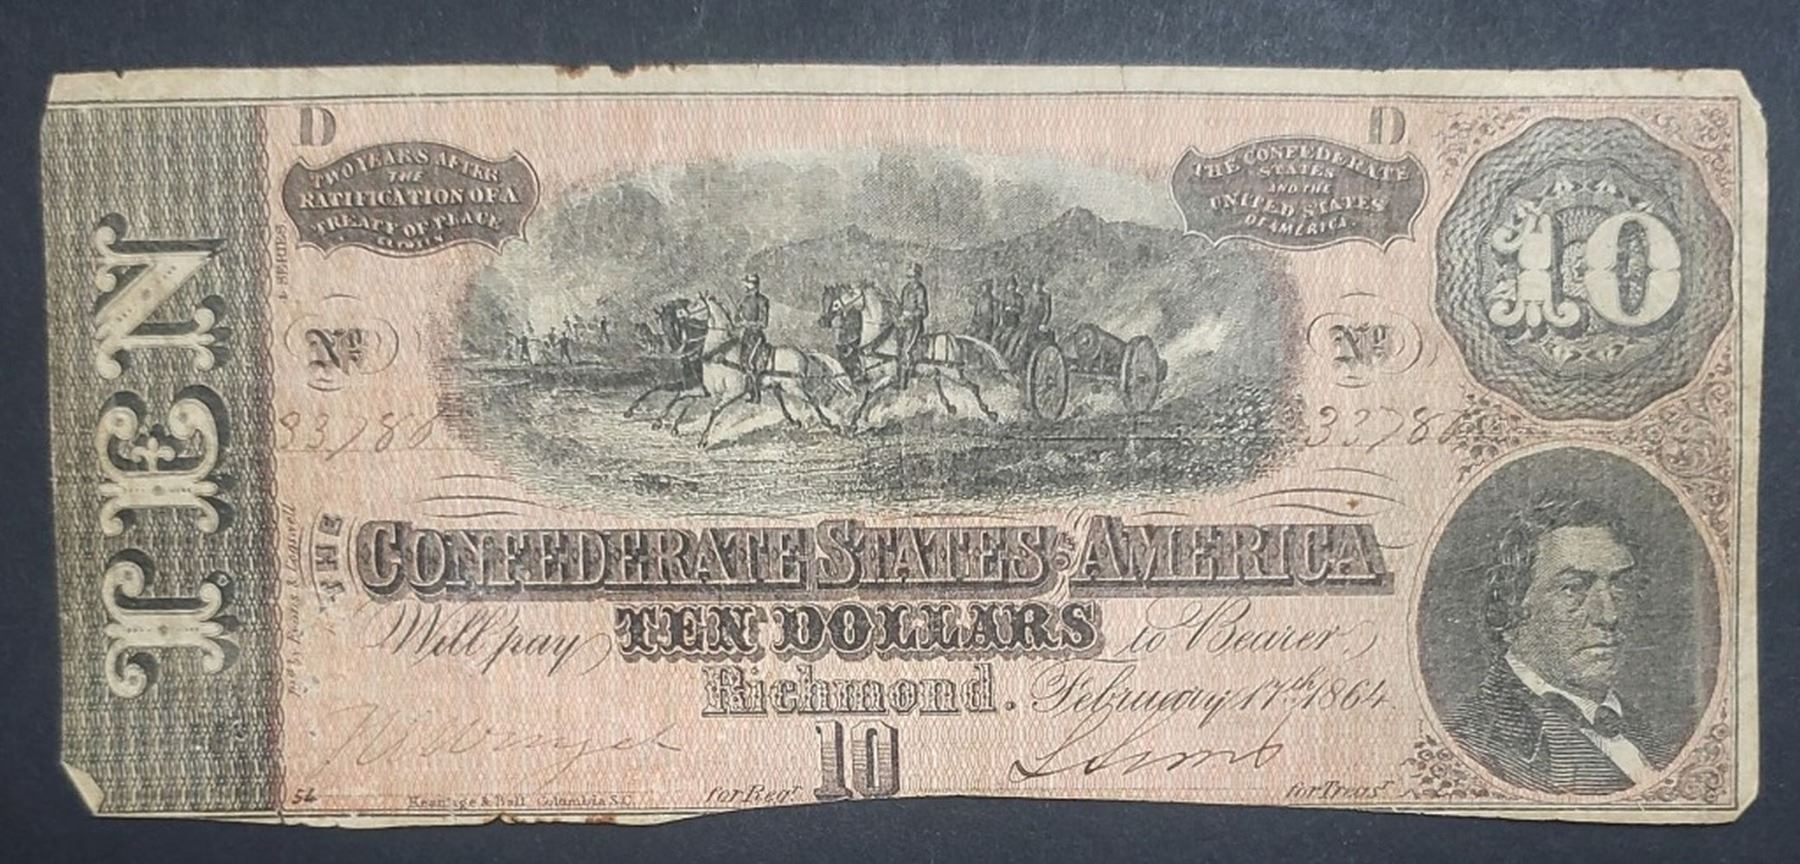 TEN
D
D
TWO YEARS AFTER
THE
RATIFICATION OF A
TREATY OF PEACE
BETWEEN
THE CONFEDERATE
STATES
AND THE
UNITED STATES
OF AMERICA
10
SERIES
No
No
33786
33786
THE
CONFEDERATE STATES OF AMERICA
Will pay TEN DOLLARS to Bearer.
Richmond. February 17th 1864.
10
for Regr
for Treasr
Keatinge & Ball Columbia S.C.